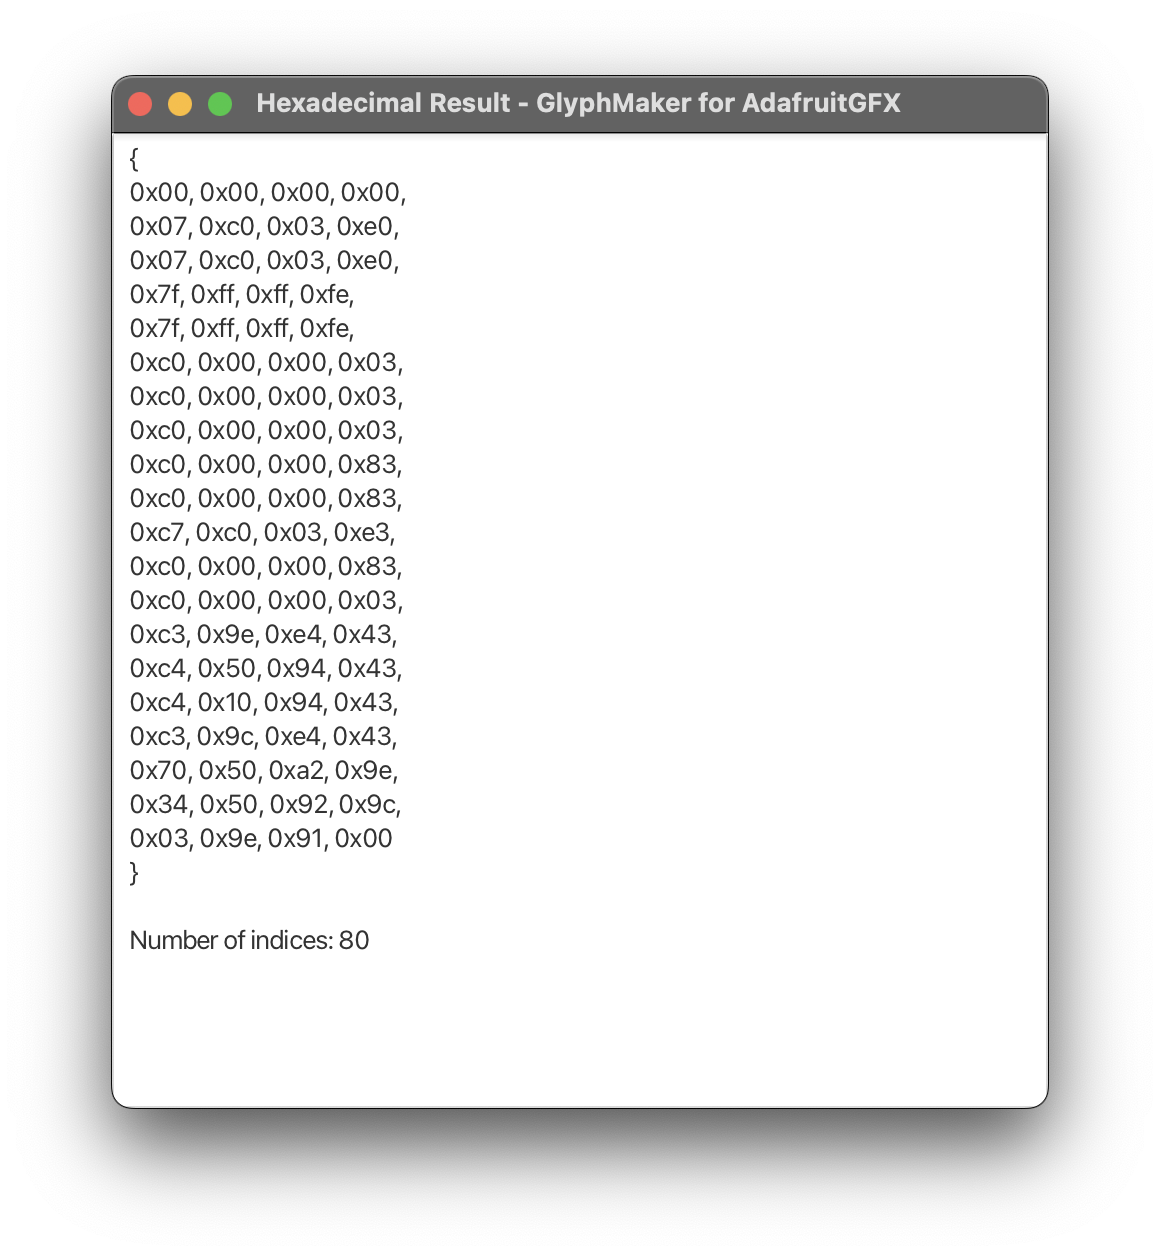 Hexadecimal Result - GlyphMaker for AdafruitGFX
{
0x00, 0x00, 0x00, 0x00,
0x07, 0xc0, 0x03, 0xe0,
0x07, 0xc0, 0x03, 0xe0,
0x7f, 0xff, 0xff, 0xfe,
0x7f, 0xff, 0xff, 0xfe,
0xc0, 0x00, 0x00, 0x03,
0xc0, 0x00, 0x00, 0x03,
0xc0, 0x00, 0x00, 0x03,
0xc0, 0x00, 0x00, 0x83,
0xc0, 0x00, 0x00, 0x83,
0xc7, 0xc0, 0x03, 0xe3,
0xc0, 0x00, 0x00, 0x83,
0xc0, 0x00, 0x00, 0x03,
0xc3, 0x9e, 0xe4, 0x43,
0xc4, 0x50, 0x94, 0x43,
0xc4, 0x10, 0x94, 0x43,
0xc3, 0x9c, 0xe4, 0x43,
0x70, 0x50, 0xa2, 0x9e,
0x34, 0x50, 0x92, 0x9c,
0x03, 0x9e, 0x91, 0x00
}
Number of indices: 80